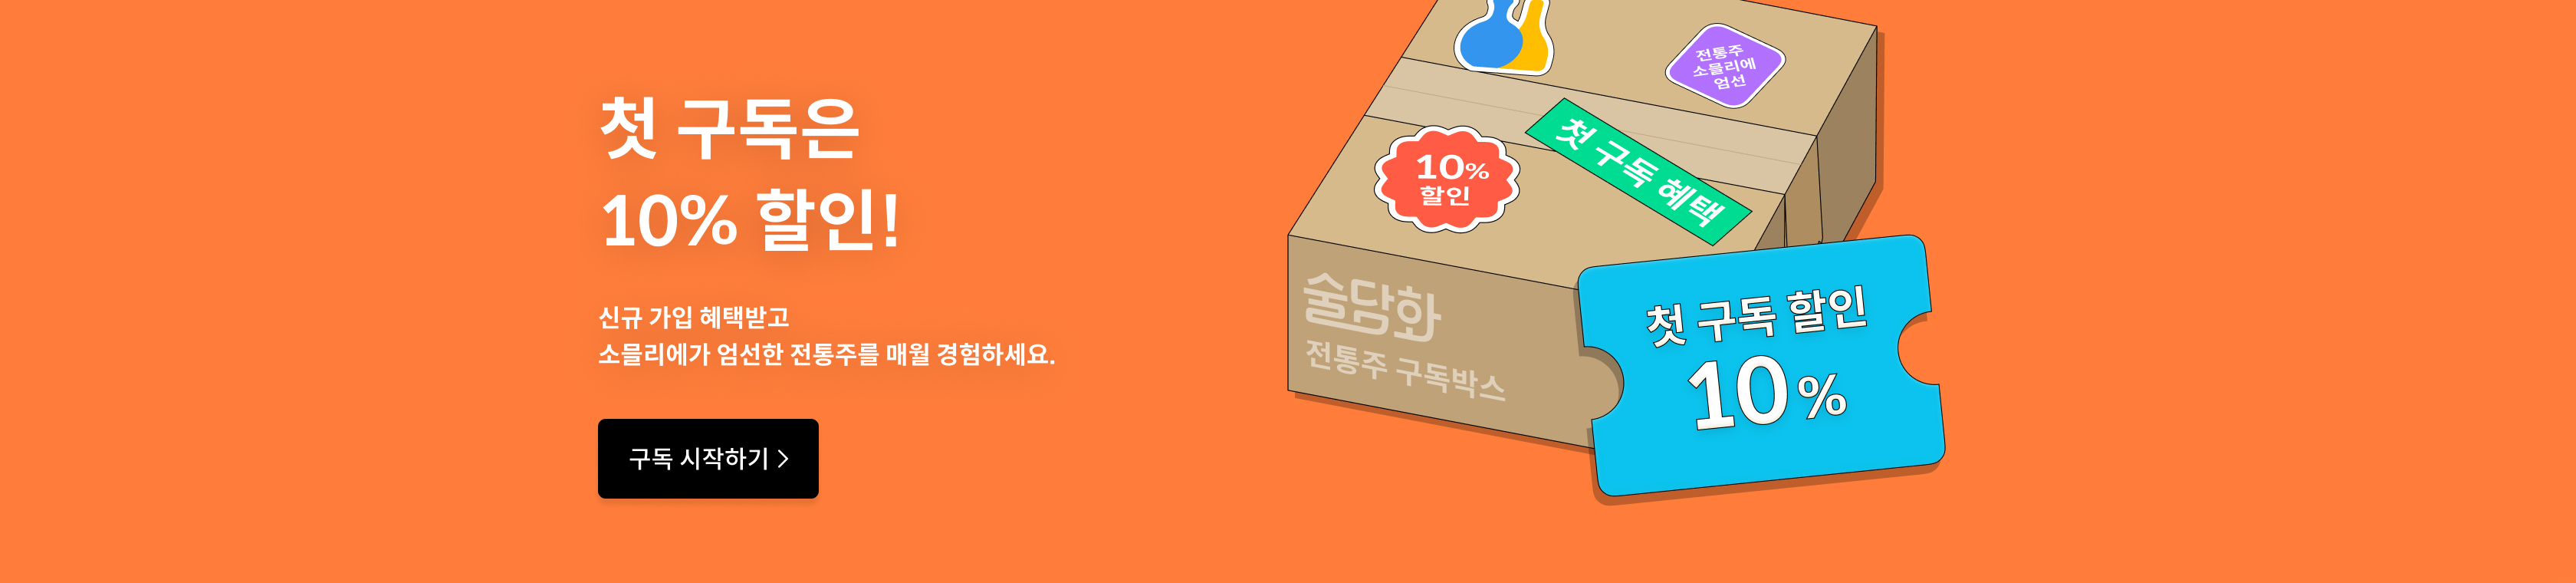 첫 구독은
10% 할인!
신규 가입 혜택받고
소믈리에가 엄선한 전통주를 매월 경험하세요.
구독 시작하기 >
전통주
소믈리에
엄선
첫 구독 혜택
10%
할인
술담화
전통주 구독박스
첫 구독 할인
10%